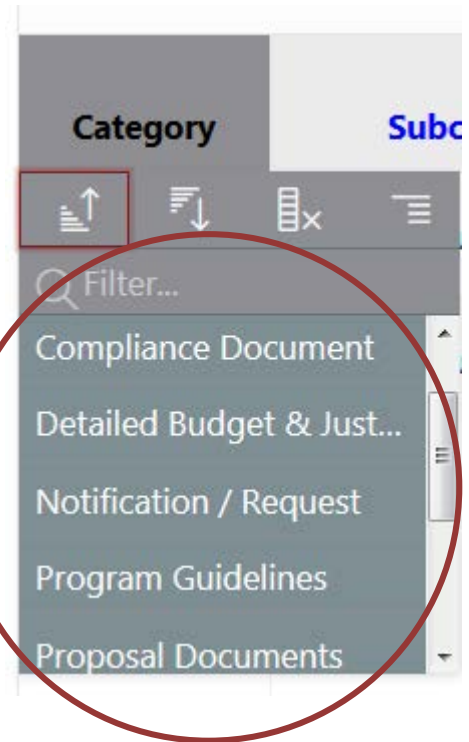 Category Subc
Filter...
Compliance Document
Detailed Budget & Just...
Notification / Request
Program Guidelines
Proposal Documents